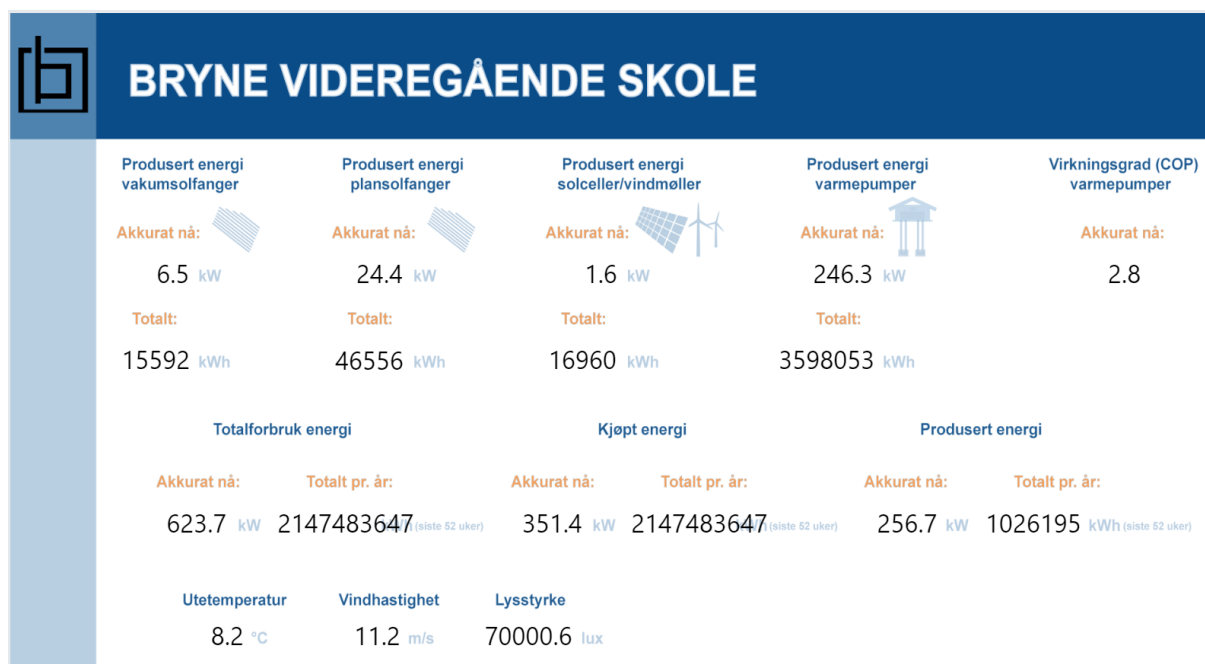 BRYNE VIDEREGÅENDE SKOLE
Produsert energi vakumsolfanger
Akkurat nå:
6.5 kW
Totalt:
15592 kWh
Produsert energi plansolfanger
Akkurat nå:
24.4 kW
Totalt:
46556 kWh
Produsert energi solceller/vindmøller
Akkurat nå:
1.6 kW
Totalt:
16960 kWh
Produsert energi varmepumper
Akkurat nå:
246.3 kW
Totalt:
3598053 kWh
Virkningsgrad (COP) varmepumper
Akkurat nå:
2.8
Totalforbruk energi
Akkurat nå:
623.7 kW
Totalt pr. år:
2147483647 kWh (siste 52 uker)
Kjøpt energi
Akkurat nå:
351.4 kW
Totalt pr. år:
2147483647 kWh (siste 52 uker)
Produsert energi
Akkurat nå:
256.7 kW
Totalt pr. år:
1026195 kWh (siste 52 uker)
Utetemperatur
8.2 °C
Vindhastighet
11.2 m/s
Lysstyrke
70000.6 lux